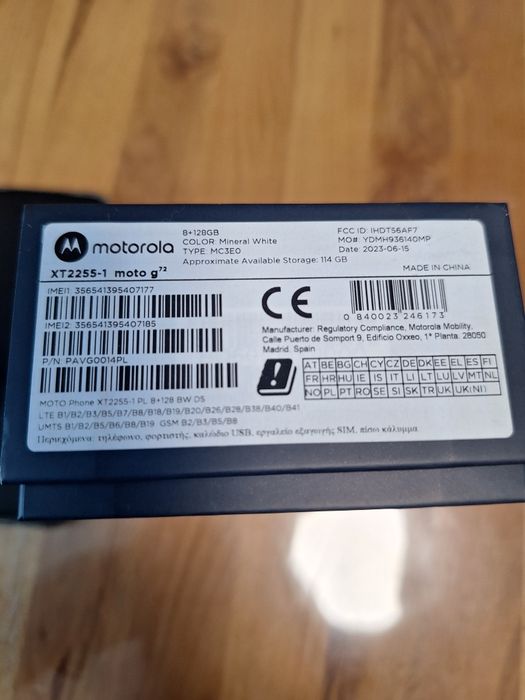 motorola
8+128GB
COLOR: Mineral White
TYPE: MC3E0
Approximate Available Storage: 114 GB
FCC ID: IHDT56AF7
MO#: YDMH936140MP
Date: 2023-06-15
MADE IN CHINA
XT2255-1 moto g72
IMEI1: 356541395407177
IMEI2: 356541395407185
P/N: PAVG0014PL
CE
0 840023 246173
Manufacturer: Regulatory Compliance, Motorola Mobility,
Calle Puerto de Somport 9, Edificio Oxxeo, 1ª Planta: 28050
Madrid. Spain
AT BE BG CH CY CZ DE DK EE EL ES FI
FR HR HU IE IS IT LI LT LU LV MT NL
NO PL PT RO SE SI SK TR UK UK(NI)
MOTO Phone XT2255-1 PL 8+128 BW DS
LTE B1/B2/B3/B5/B7/B8/B18/B19/B20/B26/B28/B38/B40/B41
UMTS B1/B2/B5/B6/B8/B19 GSM B2/B3/B5/B8
Περιεχόμενα: τηλέφωνο, φορτιστής, καλώδιο USB, εργαλείο εξαγωγής SIM, πίσω κάλυμμα